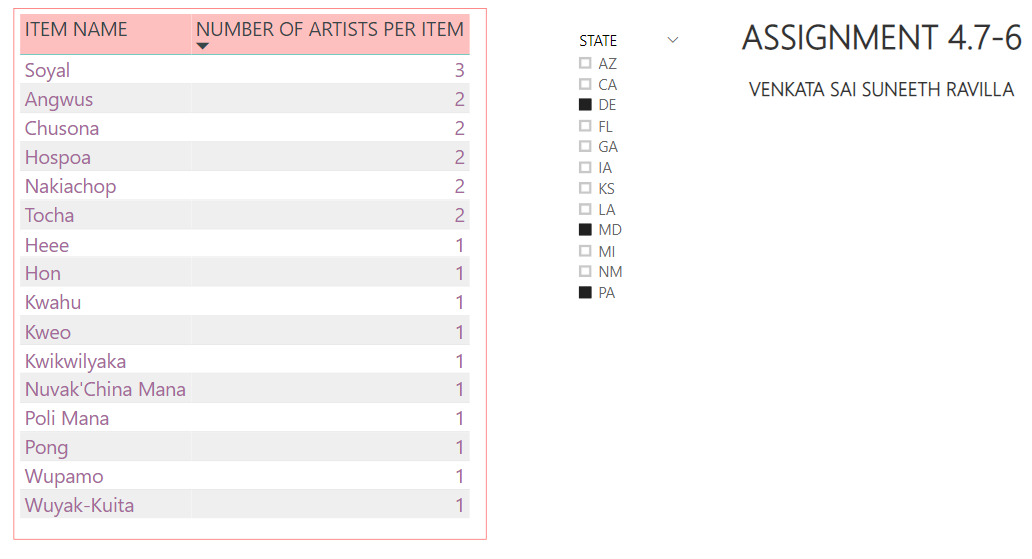 ITEM NAME NUMBER OF ARTISTS PER ITEM
Soyal 3
Angwus 2
Chusona 2
Hospoa 2
Nakiachop 2
Tocha 2
Heee 1
Hon 1
Kwahu 1
Kweo 1
Kwikwilyaka 1
Nuvak'China Mana 1
Poli Mana 1
Pong 1
Wupamo 1
Wuyak-Kuita 1
STATE
AZ
CA
DE
FL
GA
IA
KS
LA
MD
MI
NM
PA
ASSIGNMENT 4.7-6
VENKATA SAI SUNEETH RAVILLA